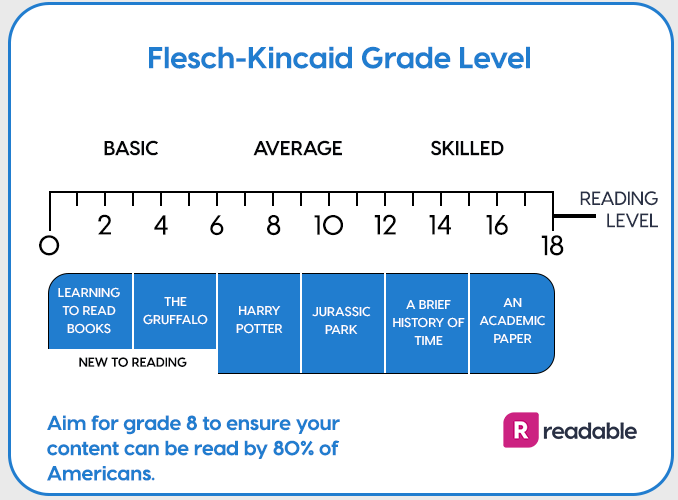 Flesch-Kincaid Grade Level
BASIC AVERAGE SKILLED
READING
LEVEL
0 2 4 6 8 10 12 14 16 18
LEARNING
TO READ
BOOKS
THE
GRUFFALO
HARRY
POTTER
JURASSIC
PARK
A BRIEF
HISTORY OF
TIME
AN
ACADEMIC
PAPER
NEW TO READING
Aim for grade 8 to ensure your
content can be read by 80% of
Americans.
R readable